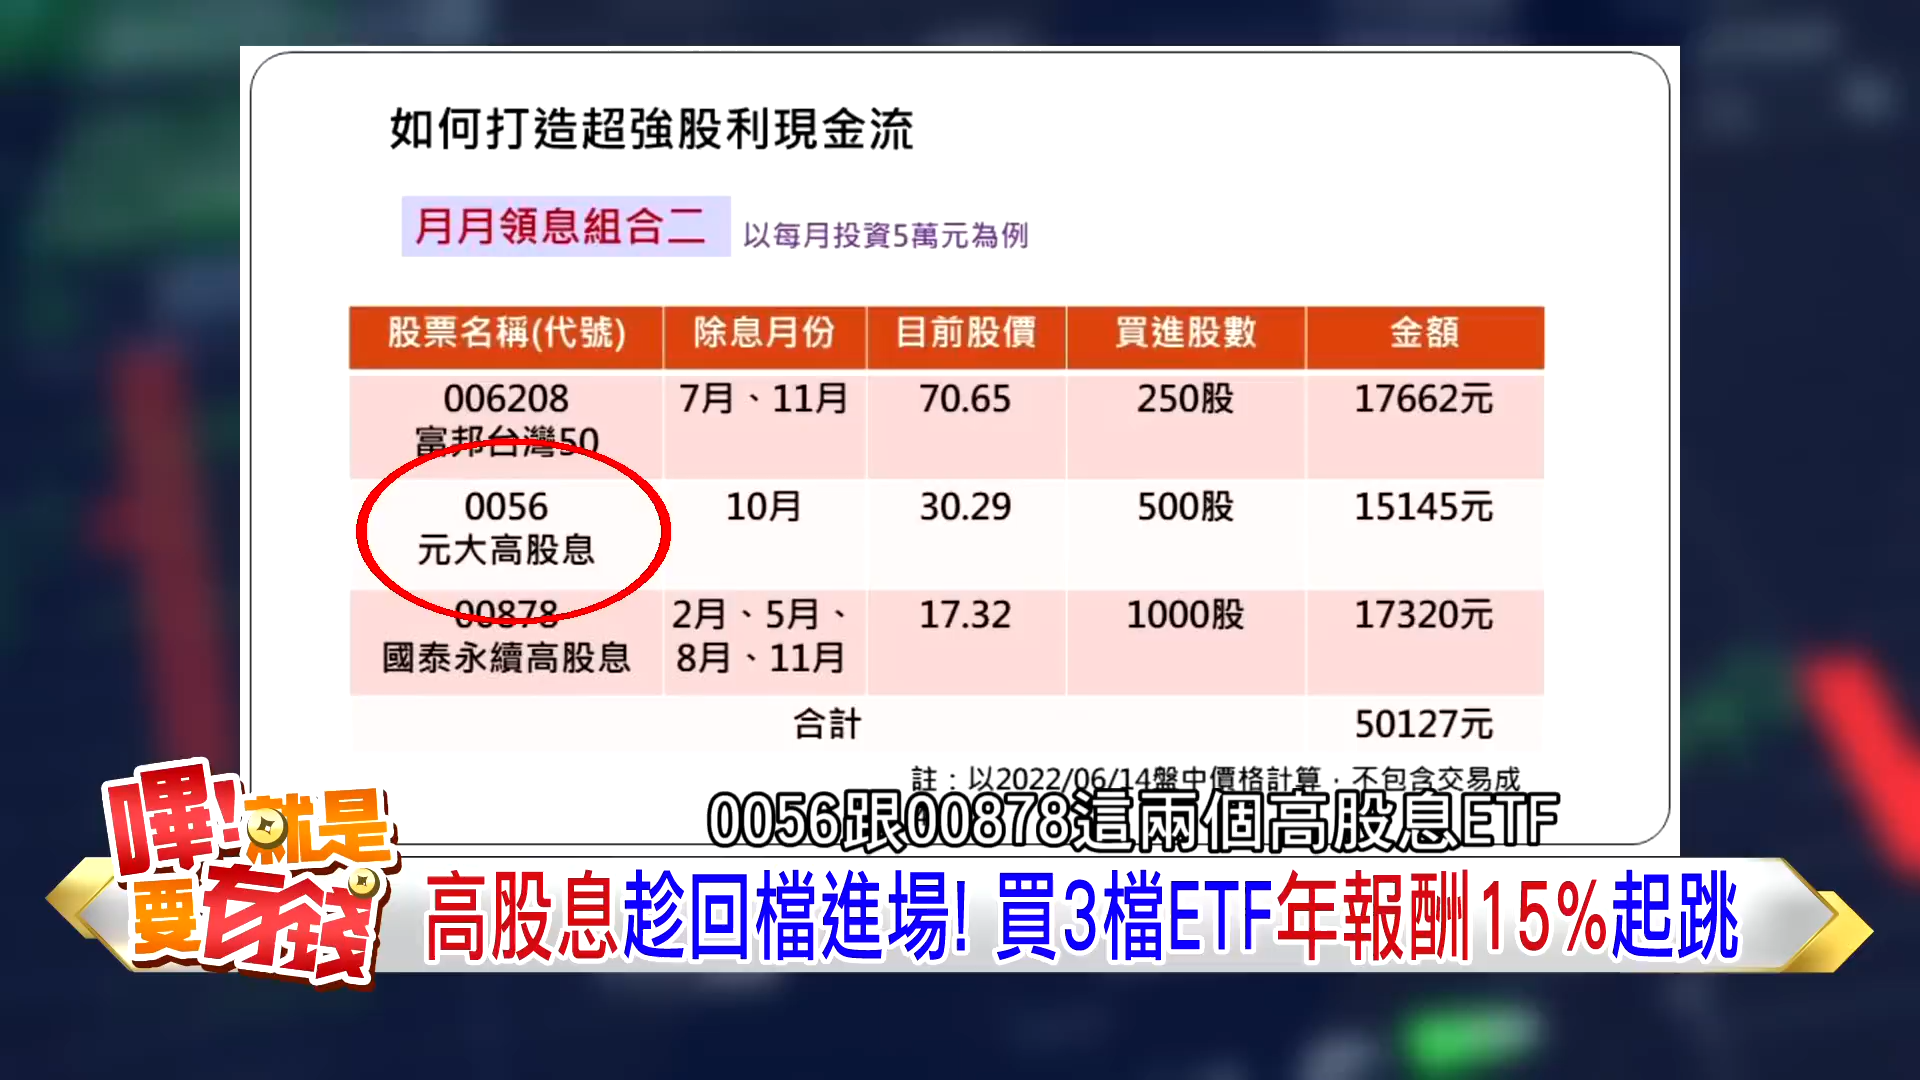 如何打造超強股利現金流
月月領息組合二 以每月投資5萬元為例
股票名稱(代號) 除息月份 目前股價 買進股數 金額
006208 7月、11月 70.65 250股 17662元
富邦台灣50
0056 10月 30.29 500股 15145元
元大高股息
00878 2月、5月、 17.32 1000股 17320元
國泰永續高股息 8月、11月
合計 50127元
註：以2022/06/14盤中價格計算，不包含交易成
0056跟00878這兩個高股息ETF
嗶!就是
要有錢
高股息趁回檔進場! 買3檔ETF年報酬15%起跳